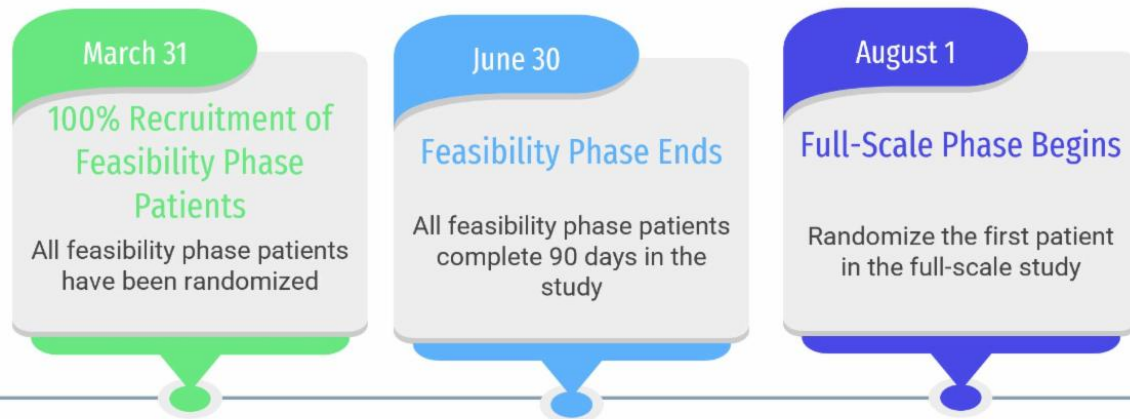 March 31
100% Recruitment of
Feasibility Phase
Patients
All feasibility phase patients
have been randomized
June 30
Feasibility Phase Ends
All feasibility phase patients
complete 90 days in the
study
August 1
Full-Scale Phase Begins
Randomize the first patient
in the full-scale study